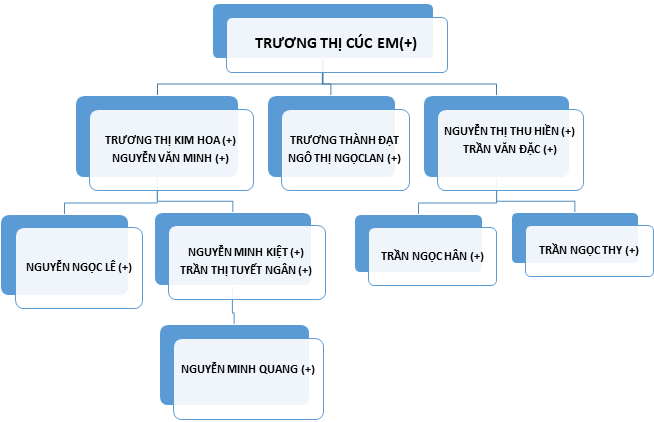 TRƯƠNG THỊ CÚC EM(+)
TRƯƠNG THỊ KIM HOA (+)
NGUYỄN VĂN MINH (+)
TRƯƠNG THÀNH ĐẠT
NGÔ THỊ NGỌCLAN (+)
NGUYỄN THỊ THU HIỀN (+)
TRẦN VĂN ĐẶC (+)
NGUYỄN NGỌC LÊ (+)
NGUYỄN MINH KIỆT (+)
TRẦN THỊ TUYẾT NGÂN (+)
TRẦN NGỌC HÂN (+)
TRẦN NGỌC THY (+)
NGUYỄN MINH QUANG (+)